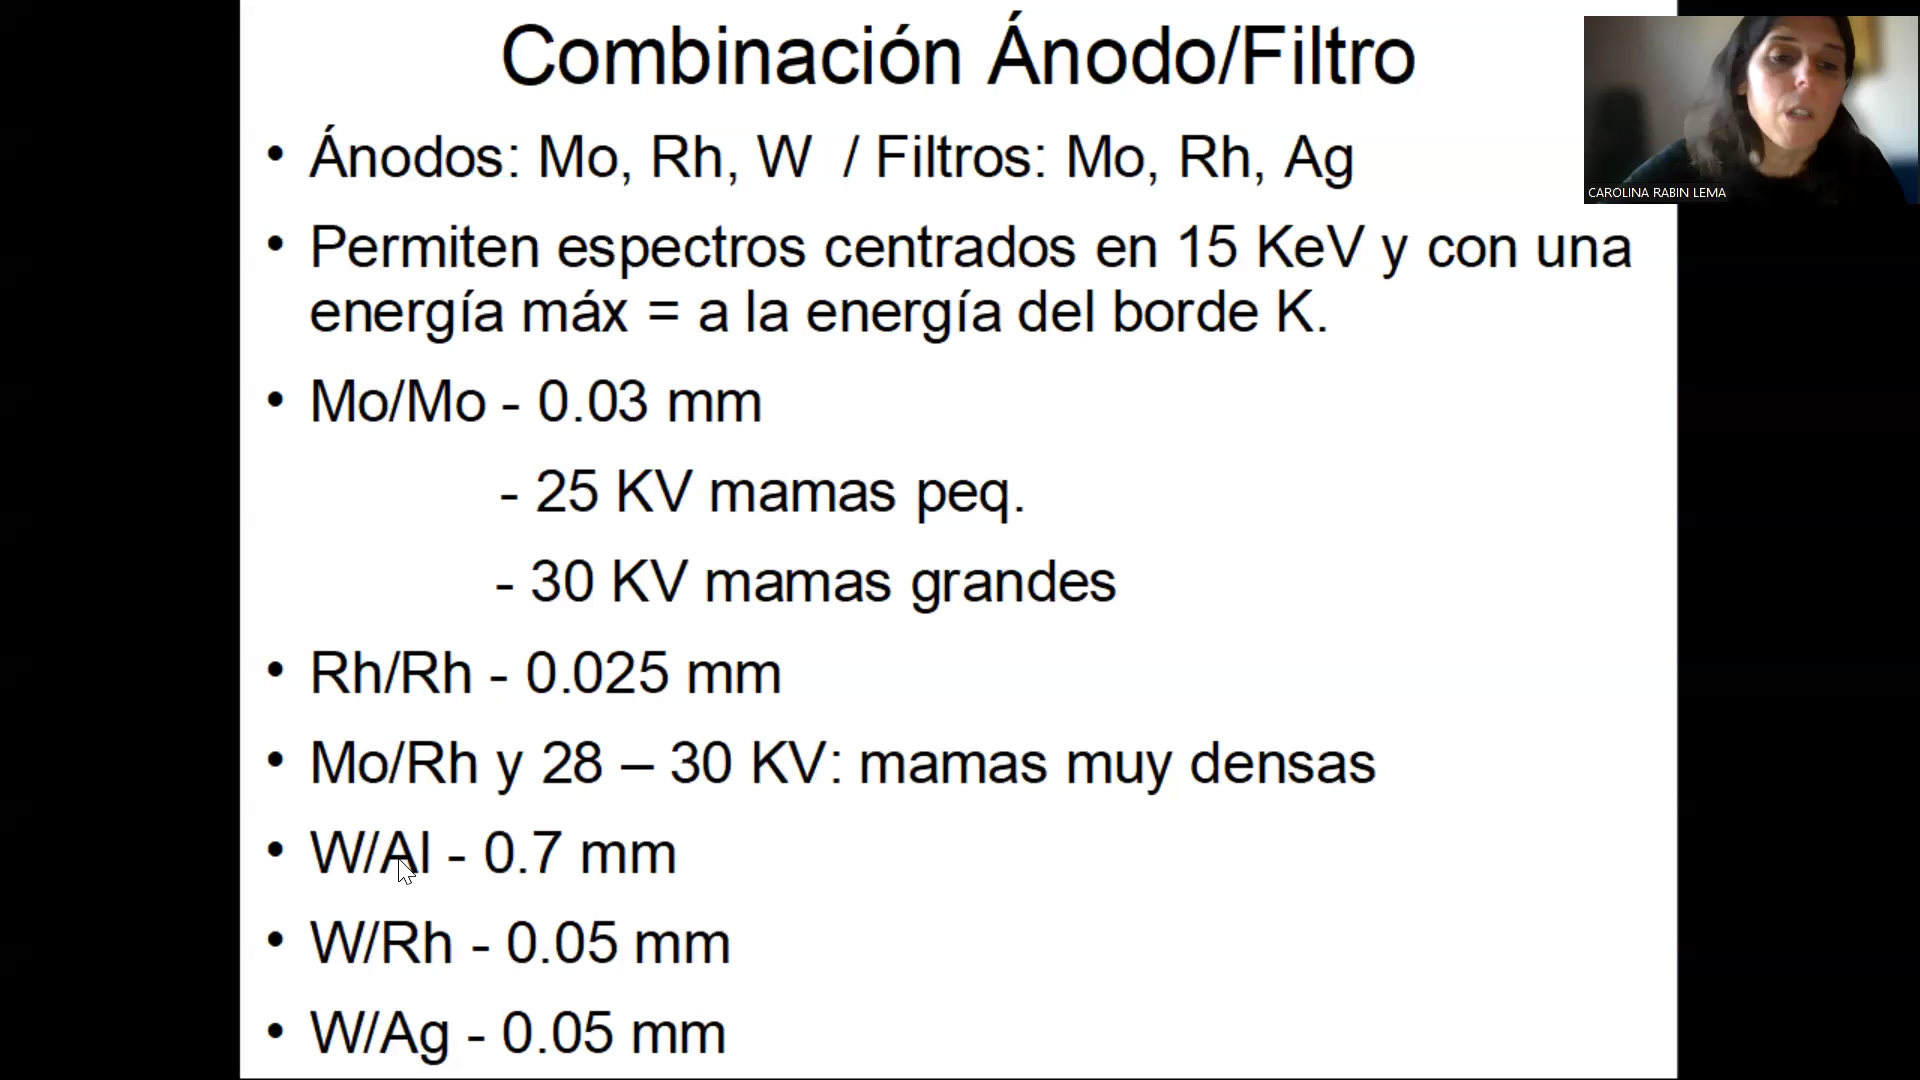 Combinación Ánodo/Filtro
• Ánodos: Mo, Rh, W / Filtros: Mo, Rh, Ag
• Permiten espectros centrados en 15 KeV y con una
energía máx = a la energía del borde K.
• Mo/Mo - 0.03 mm
- 25 KV mamas peq.
- 30 KV mamas grandes
• Rh/Rh - 0.025 mm
• Mo/Rh y 28 – 30 KV: mamas muy densas
• W/Al - 0.7 mm
• W/Rh - 0.05 mm
• W/Ag - 0.05 mm
CAROLINA RABIN LEMA